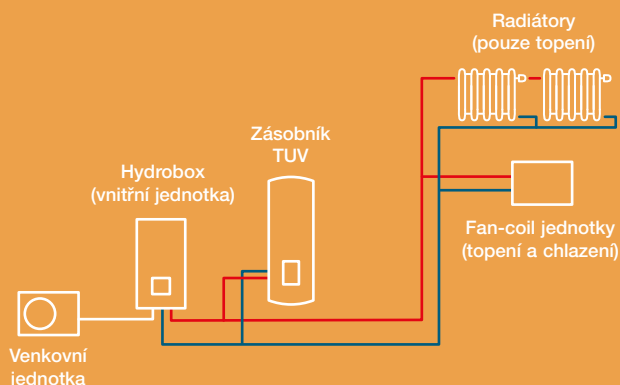 Radiátory
(pouze topení)
Zásobník
TUV
Hydrobox
(vnitřní jednotka)
Fan-coil jednotky
(topení a chlazení)
Venkovní
jednotka